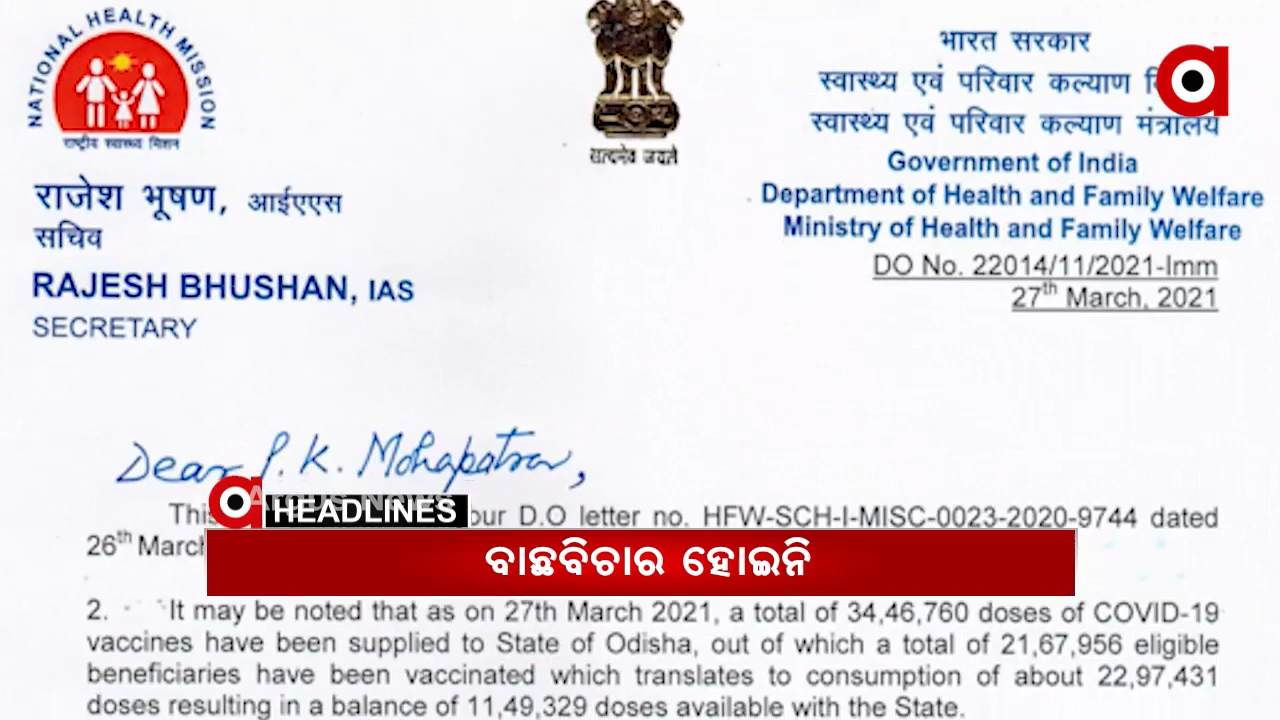 NATIONAL HEALTH MISSION
राष्ट्रीय स्वास्थ्य मिशन
सत्यमेव जयते
भारत सरकार
स्वास्थ्य एवं परिवार कल्याण
स्वास्थ्य एवं परिवार कल्याण मंत्रालय
Government of India
Department of Health and Family Welfare
Ministry of Health and Family Welfare
DO No. 22014/11/2021-Imm
27th March, 2021
राजेश भूषण, आईएएस
सचिव
RAJESH BHUSHAN, IAS
SECRETARY
Dear P. K. Mohapatra,
This your D.O letter no. HFW-SCH-I-MISC-0023-2020-9744 dated
26th March
Argus News
HEADLINES
ବାଛବିଚାର ହୋଇନି
2. It may be noted that as on 27th March 2021, a total of 34,46,760 doses of COVID-19
vaccines have been supplied to State of Odisha, out of which a total of 21,67,956 eligible
beneficiaries have been vaccinated which translates to consumption of about 22,97,431
doses resulting in a balance of 11,49,329 doses available with the State.